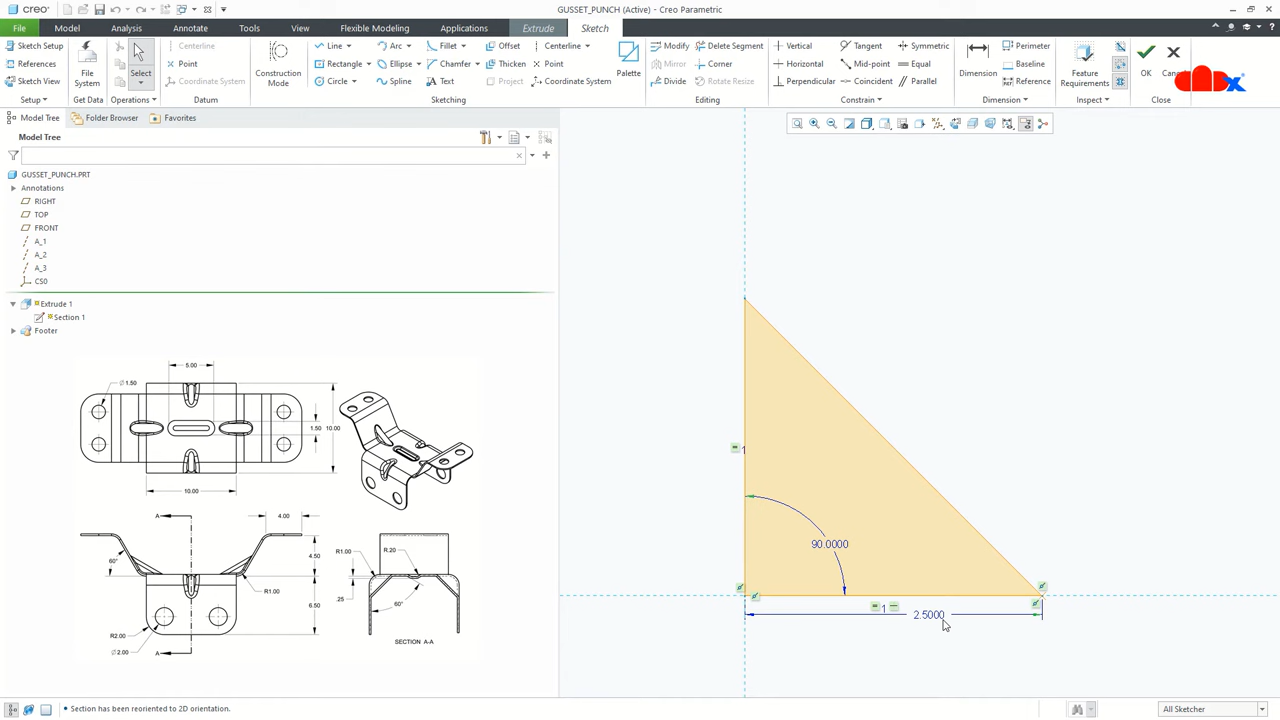 creo
GUSSET_PUNCH (Active) - Creo Parametric
File
Model
Analysis
Annotate
Tools
View
Flexible Modeling
Applications
Extrude
Sketch
Sketch Setup
References
Sketch View
Setup
File System
Get Data
Select
Operations
Centerline
Point
Coordinate System
Datum
Construction Mode
Line
Rectangle
Circle
Arc
Ellipse
Spline
Fillet
Chamfer
Text
Offset
Thicken
Project
Centerline
Point
Coordinate System
Palette
Sketching
Modify
Mirror
Divide
Delete Segment
Corner
Rotate Resize
Editing
Vertical
Horizontal
Perpendicular
Tangent
Mid-point
Coincident
Symmetric
Equal
Parallel
Constrain
Dimension
Perimeter
Baseline
Reference
Dimension
Feature Requirements
Inspect
OK
Close
Model Tree
Folder Browser
Favorites
Model Tree
GUSSET_PUNCH.PRT
Annotations
RIGHT
TOP
FRONT
A_1
A_2
A_3
CS0
Extrude 1
Section 1
Footer
5.00
Ø1.50
1.50
10.00
10.00
A
4.00
60°
4.50
R1.00
6.50
R2.00
Ø2.00
A
R1.00
R.20
.25
60°
SECTION A-A
1
90.0000
1
2.5000
Section has been reoriented to 2D orientation.
All Sketcher